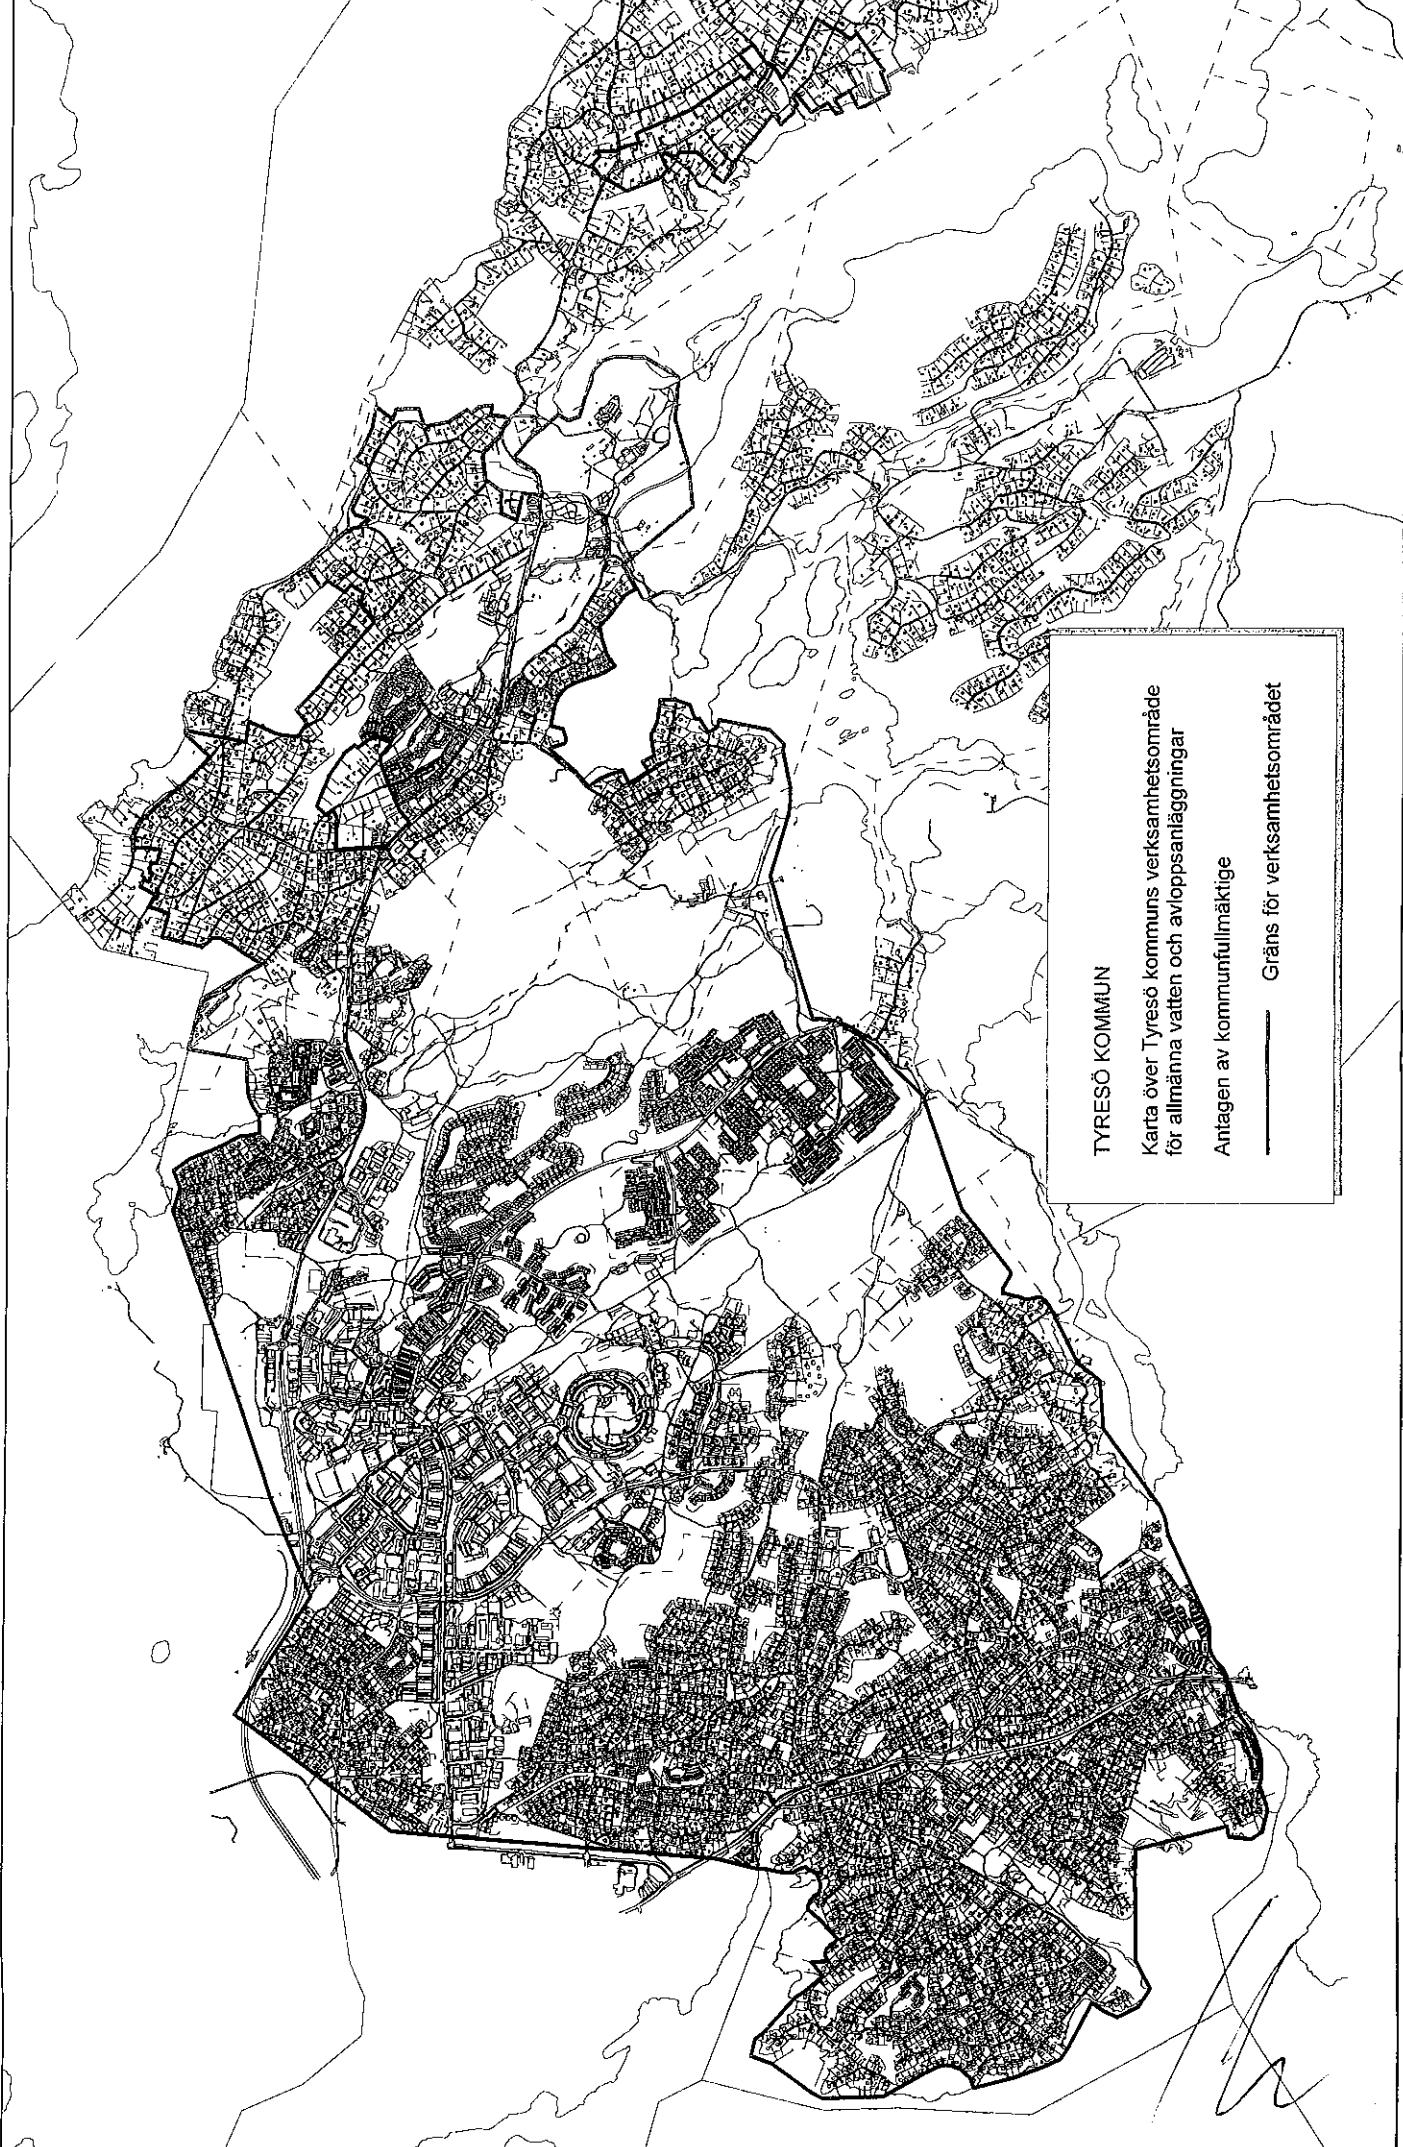 TYRESÖ KOMMUN
Karta över Tyresö kommuns verksamhetsområde
för allmänna vatten och avloppsanläggningar
Antagen av kommunfullmäktige
Gräns för verksamhetsområdet